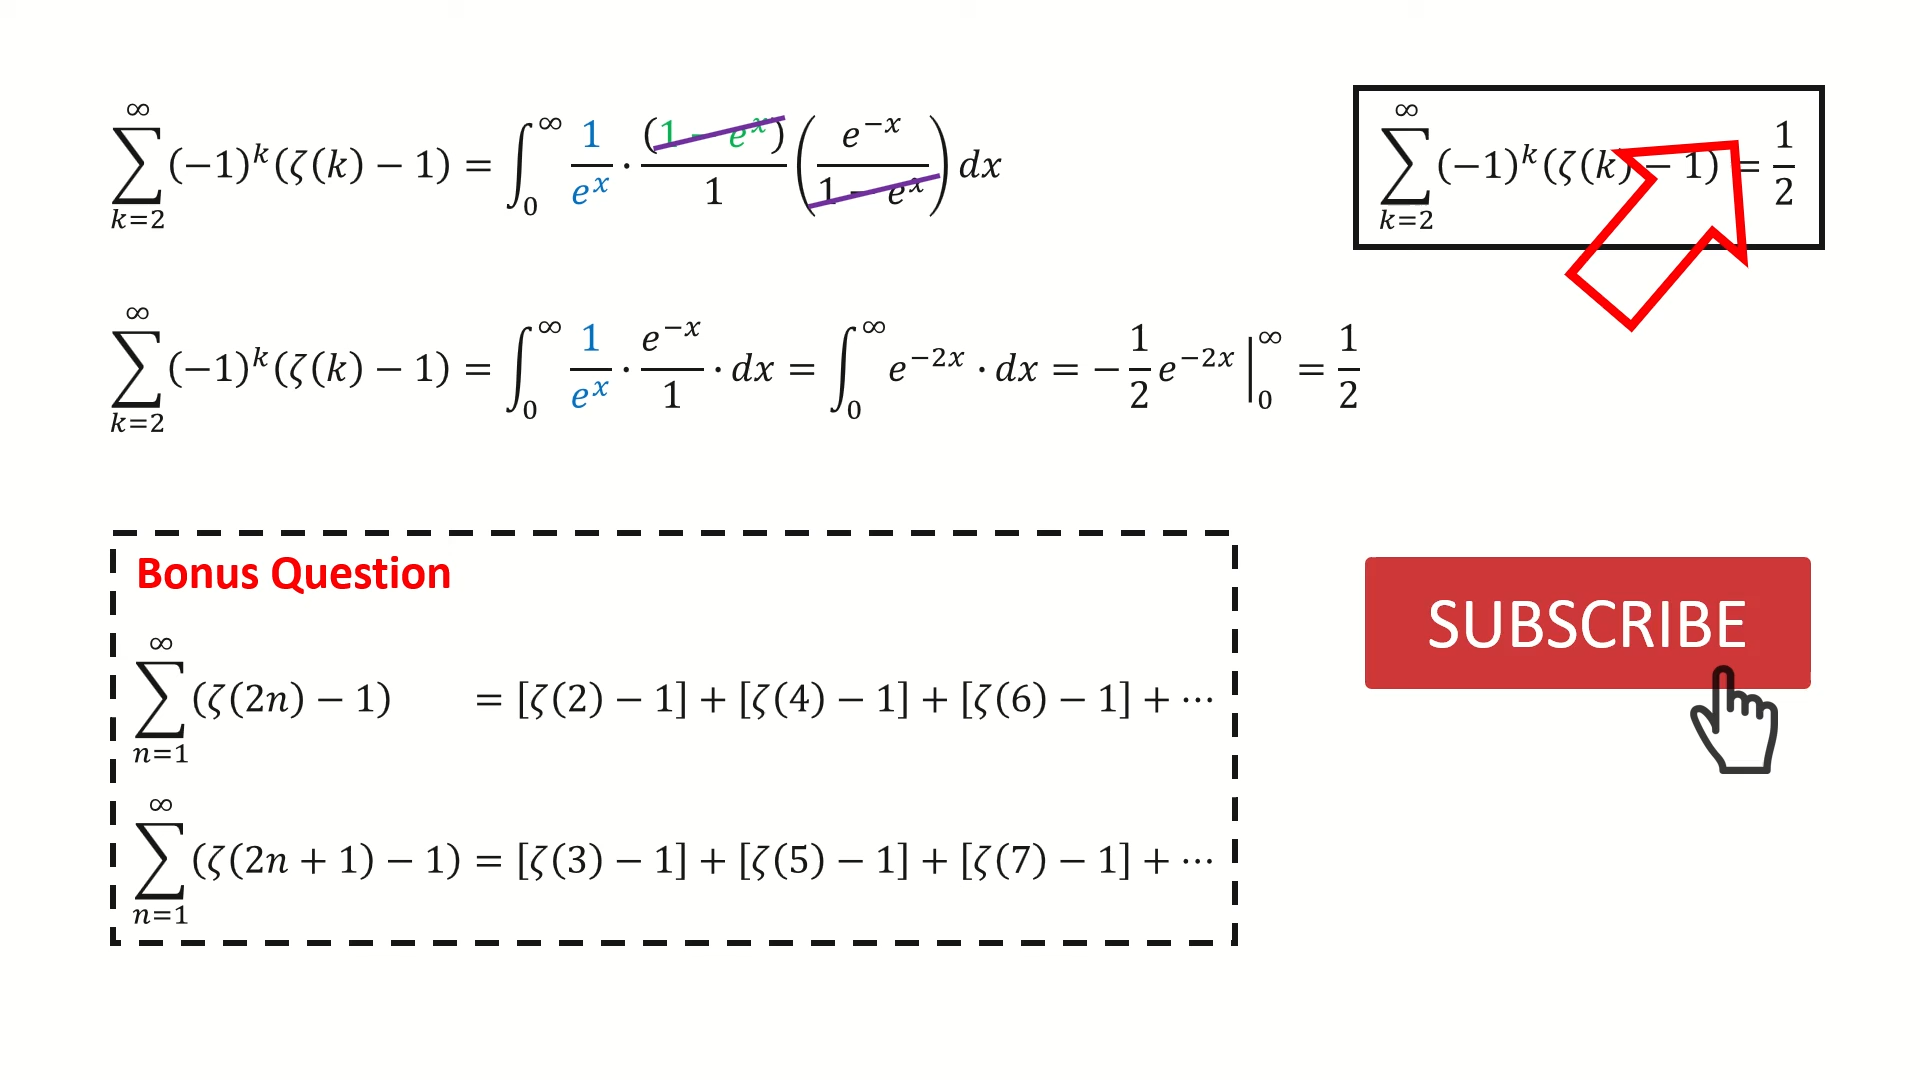 ∑_{k=2}^{∞} (−1)^k (ζ(k) − 1) = ∫_0^∞ 1/e^x · (1 − e^x)/1 (e^{−x}/(1 − e^x)) dx
∑_{k=2}^{∞} (−1)^k (ζ(k) − 1) = 1/2
∑_{k=2}^{∞} (−1)^k (ζ(k) − 1) = ∫_0^∞ 1/e^x · e^{−x}/1 · dx = ∫_0^∞ e^{−2x} · dx = −1/2 e^{−2x} |_0^∞ = 1/2
Bonus Question
∑_{n=1}^{∞} (ζ(2n) − 1) = [ζ(2) − 1] + [ζ(4) − 1] + [ζ(6) − 1] + ⋯
∑_{n=1}^{∞} (ζ(2n + 1) − 1) = [ζ(3) − 1] + [ζ(5) − 1] + [ζ(7) − 1] + ⋯
SUBSCRIBE